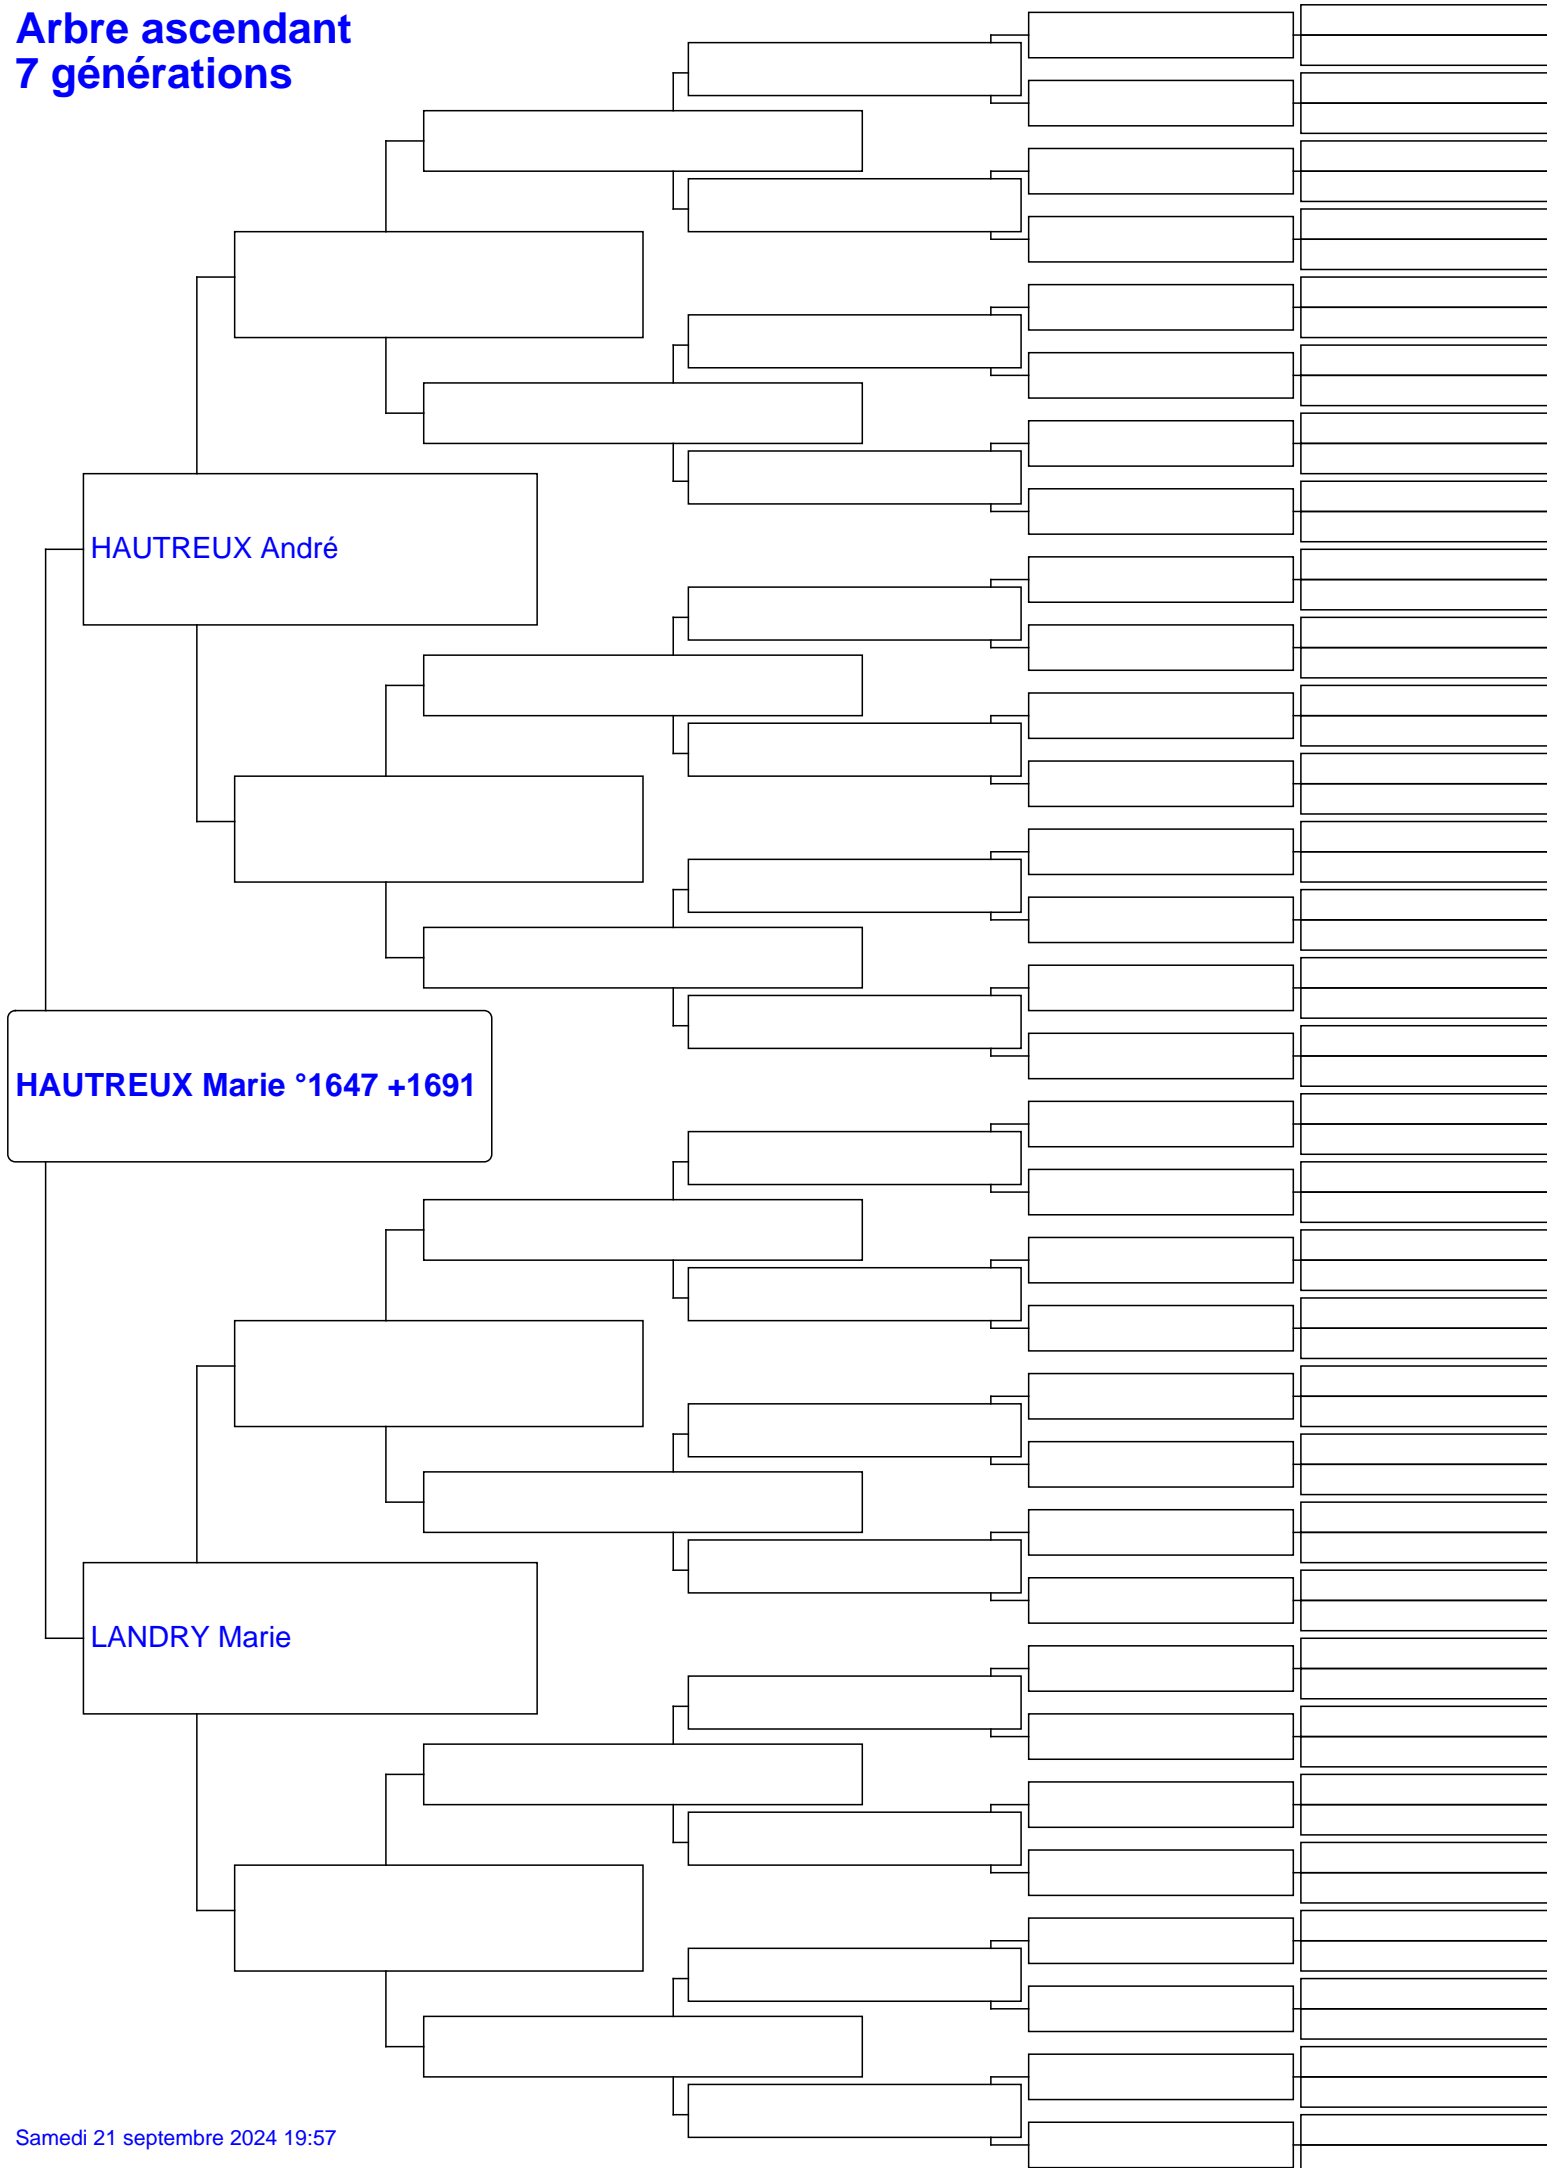 Arbre ascendant
7 générations
HAUTREUX André
HAUTREUX Marie °1647 +1691
LANDRY Marie
Samedi 21 septembre 2024 19:57